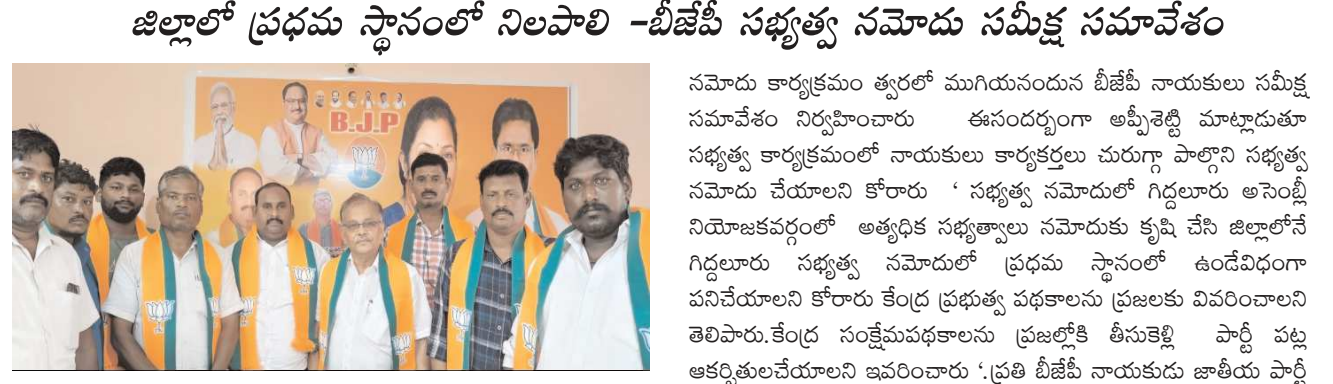 జిల్లాలో ప్రధమ స్థానంలో నిలపాలి -బీజేపీ సభ్యత్వ నమోదు సమీక్ష సమావేశం
B.J.P
నమోదు కార్యక్రమం త్వరలో ముగియనందున బీజేపీ నాయకులు సమీక్ష
సమావేశం నిర్వహించారు ఈసందర్భంగా అప్పీశెట్టి మాట్లాడుతూ
సభ్యత్వ కార్యక్రమంలో నాయకులు కార్యకర్తలు చురుగ్గా పాల్గొని సభ్యత్వ
నమోదు చేయాలని కోరారు ‘ సభ్యత్వ నమోదులో గిద్దలూరు అసెంబ్లీ
నియోజకవర్గంలో అత్యధిక సభ్యత్వాలు నమోదుకు కృషి చేసి జిల్లాలోనే
గిద్దలూరు సభ్యత్వ నమోదులో ప్రధమ స్థానంలో ఉండేవిధంగా
పనిచేయాలని కోరారు కేంద్ర ప్రభుత్వ పథకాలను ప్రజలకు వివరించాలని
తెలిపారు.కేంద్ర సంక్షేమపథకాలను ప్రజల్లోకి తీసుకెళ్లి పార్టీ పట్ల
ఆకర్షితులచేయాలని ఇవరించారు ‘.ప్రతి బీజేపీ నాయకుడు జాతీయ పార్టీ